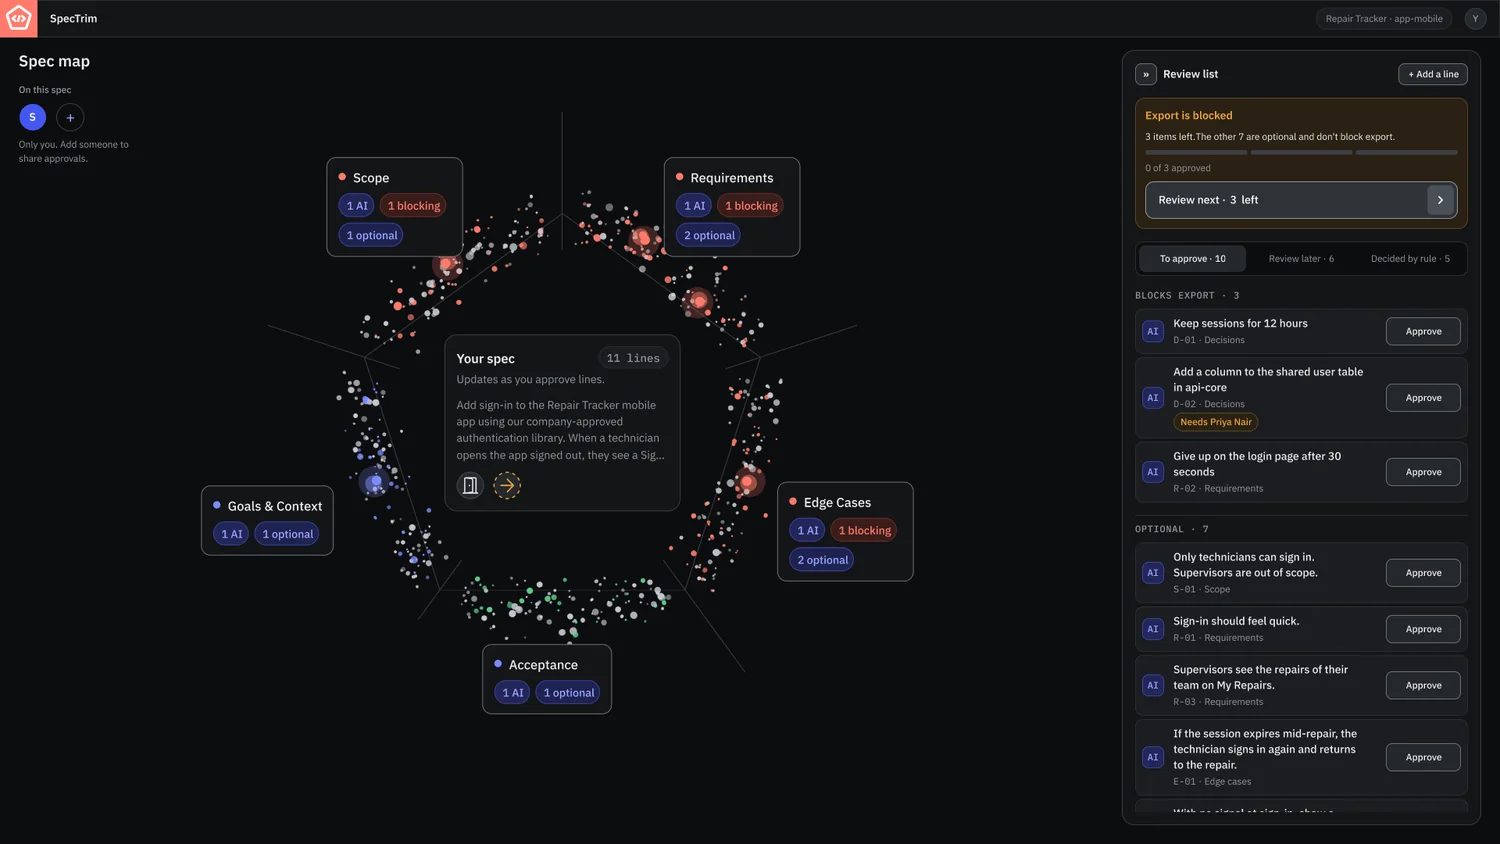 SpecTrim
Repair Tracker · app-mobile
Y
Spec map
On this spec
S
+
Only you. Add someone to
share approvals.
Scope
1 AI
1 blocking
1 optional
Requirements
1 AI
1 blocking
2 optional
Your spec
11 lines
Updates as you approve lines.
Add sign-in to the Repair Tracker mobile
app using our company-approved
authentication library. When a technician
opens the app signed out, they see a Sig...
Goals & Context
1 AI
1 optional
Edge Cases
1 AI
1 blocking
2 optional
Acceptance
1 AI
1 optional
» Review list
+ Add a line
Export is blocked
3 items left.The other 7 are optional and don't block export.
0 of 3 approved
Review next · 3 left
To approve · 10
Review later · 6
Decided by rule · 5
BLOCKS EXPORT · 3
AI
Keep sessions for 12 hours
D-01 · Decisions
Approve
AI
Add a column to the shared user table
in api-core
D-02 · Decisions
Needs Priya Nair
Approve
AI
Give up on the login page after 30
seconds
R-02 · Requirements
Approve
OPTIONAL · 7
AI
Only technicians can sign in.
Supervisors are out of scope.
S-01 · Scope
Approve
AI
Sign-in should feel quick.
R-01 · Requirements
Approve
AI
Supervisors see the repairs of their
team on My Repairs.
R-03 · Requirements
Approve
AI
If the session expires mid-repair, the
technician signs in again and returns
to the repair.
E-01 · Edge cases
Approve
With no signal at sign-in, show a